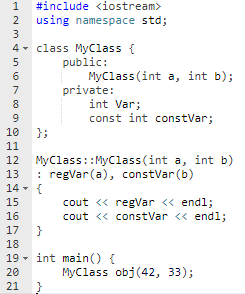 1 #include <iostream>
2 using namespace std;
3
4 class MyClass {
5 public:
6 MyClass(int a, int b);
7 private:
8 int Var;
9 const int constVar;
10 };
11
12 MyClass::MyClass(int a, int b)
13 : regVar(a), constVar(b)
14 {
15 cout << regVar << endl;
16 cout << constVar << endl;
17 }
18
19 int main() {
20 MyClass obj(42, 33);
21 }